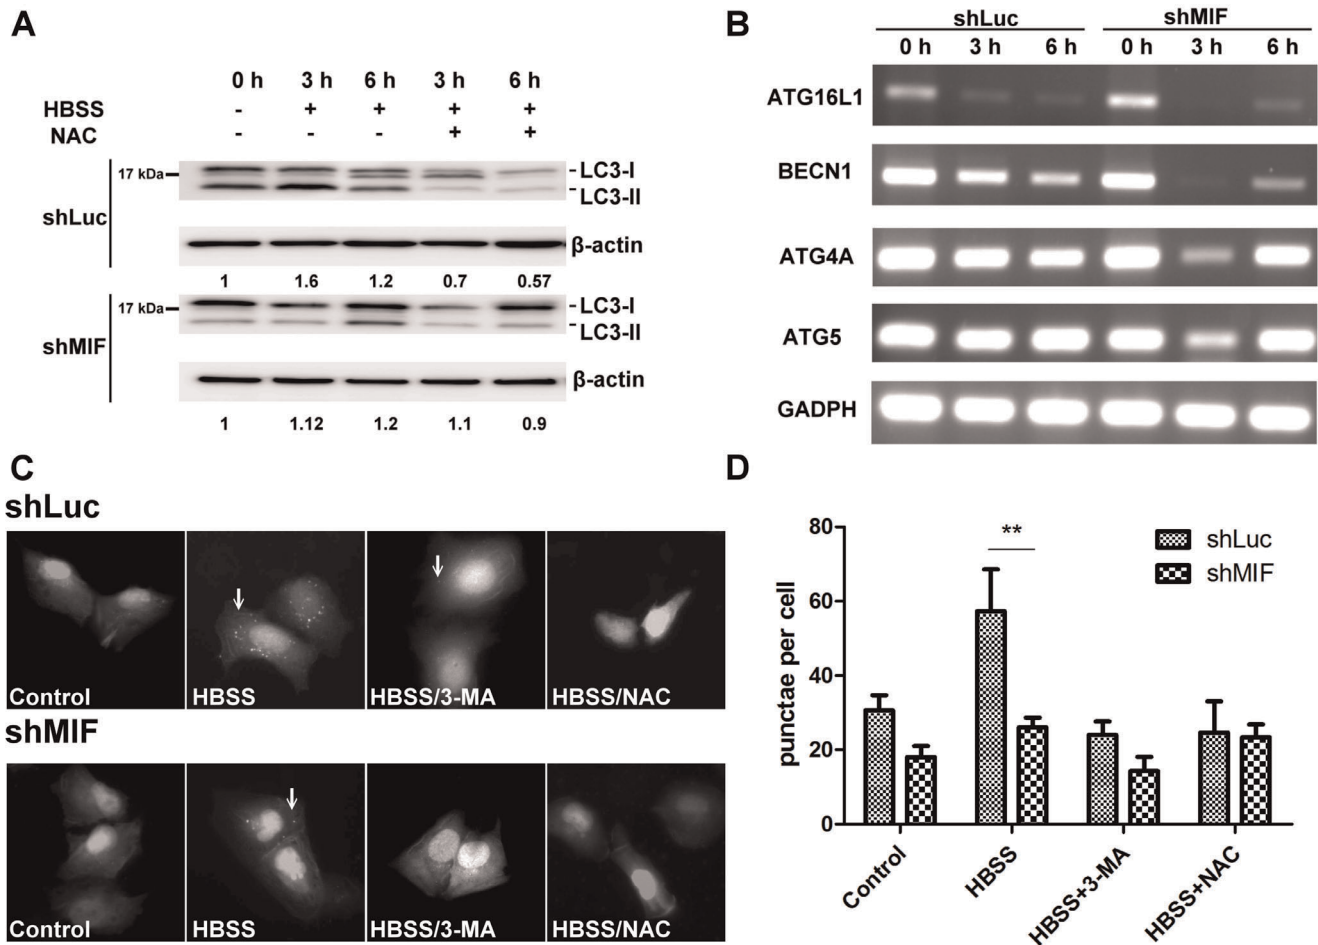 A
0 h 3 h 6 h 3 h 6 h
HBSS - + + + +
NAC - - - + +
17 kDa
LC3-I
LC3-II
shLuc
β-actin
1 1.6 1.2 0.7 0.57
17 kDa
LC3-I
LC3-II
shMIF
β-actin
1 1.12 1.2 1.1 0.9
B
shLuc shMIF
0 h 3 h 6 h 0 h 3 h 6 h
ATG16L1
BECN1
ATG4A
ATG5
GADPH
C
shLuc
Control HBSS HBSS/3-MA HBSS/NAC
shMIF
Control HBSS HBSS/3-MA HBSS/NAC
D
punctae per cell
80
60
40
20
0
**
shLuc
shMIF
Control
HBSS
HBSS+3-MA
HBSS+NAC